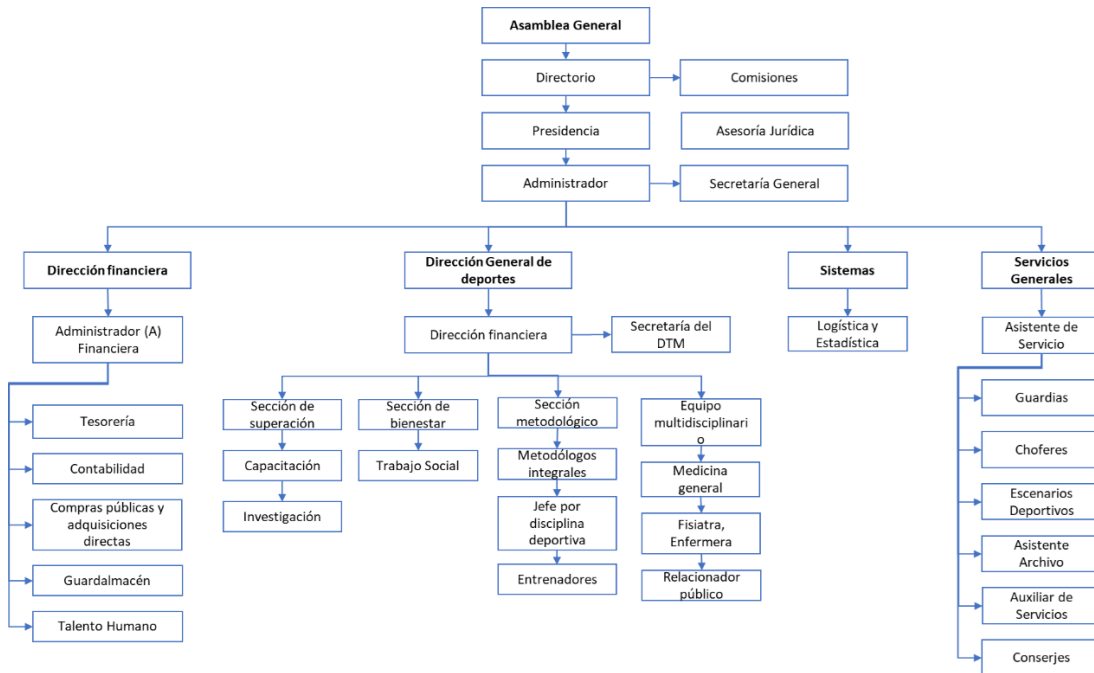 Asamblea General
Directorio
Comisiones
Presidencia
Asesoría Jurídica
Administrador
Secretaría General
Dirección financiera
Dirección General de
deportes
Sistemas
Servicios
Generales
Administrador (A)
Financiera
Dirección financiera
Secretaría del
DTM
Logística y
Estadística
Asistente de
Servicio
Tesorería
Contabilidad
Compras públicas y
adquisiciones
directas
Guardalmacén
Talento Humano
Sección de
superación
Capacitación
Investigación
Sección de
bienestar
Trabajo Social
Sección
metodológico
Metodólogos
integrales
Jefe por
disciplina
deportiva
Entrenadores
Equipo
multidisciplinari
o
Medicina
general
Fisiatra,
Enfermera
Relacionador
público
Guardias
Choferes
Escenarios
Deportivos
Asistente
Archivo
Auxiliar de
Servicios
Conserjes